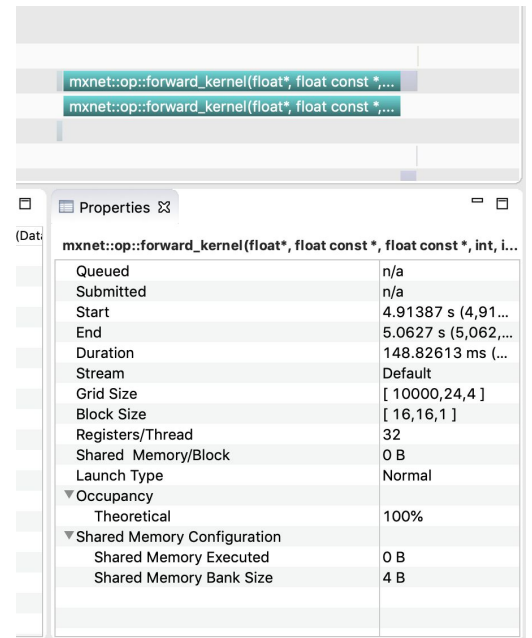 mxnet::op::forward_kernel(float*, float const *,...
mxnet::op::forward_kernel(float*, float const *,...
(Data
Properties
mxnet::op::forward_kernel(float*, float const *, float const *, int, i...
Queued n/a
Submitted n/a
Start 4.91387 s (4,91...
End 5.0627 s (5,062,...
Duration 148.82613 ms (...
Stream Default
Grid Size [ 10000,24,4 ]
Block Size [ 16,16,1 ]
Registers/Thread 32
Shared Memory/Block 0 B
Launch Type Normal
Occupancy
Theoretical 100%
Shared Memory Configuration
Shared Memory Executed 0 B
Shared Memory Bank Size 4 B